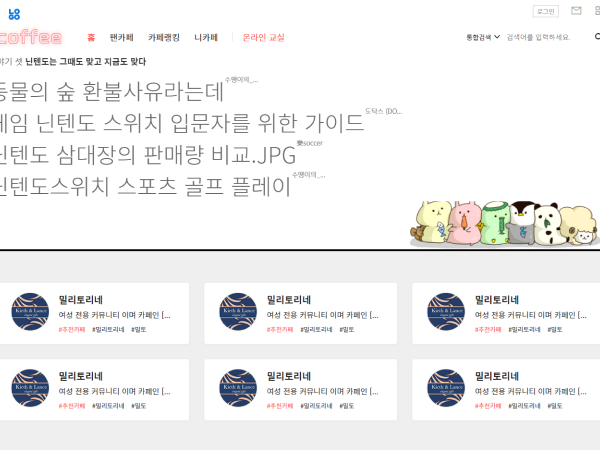 LOGO
로그인
coffee
홈 팬카페 카페랭킹 니카페 온라인 교실 통합검색 검색어를 입력하세요.
야기 셋 닌텐도는 그때도 맞고 지금도 맞다
동물의 숲 환불사유라는데 수팽이의_...
게임 닌텐도 스위치 입문자를 위한 가이드 도닥스 (DO...
닌텐도 삼대장의 판매량 비교.JPG 樂soccer
닌텐도스위치 스포츠 골프 플레이 수팽이의_...
밀리토리네
여성 전용 커뮤니티 이며 카페인 [...
#추천카페 #밀리토리네 #밀토
밀리토리네
여성 전용 커뮤니티 이며 카페인 [...
#추천카페 #밀리토리네 #밀토
밀리토리네
여성 전용 커뮤니티 이며 카페인 [...
#추천카페 #밀리토리네 #밀토
밀리토리네
여성 전용 커뮤니티 이며 카페인 [...
#추천카페 #밀리토리네 #밀토
밀리토리네
여성 전용 커뮤니티 이며 카페인 [...
#추천카페 #밀리토리네 #밀토
밀리토리네
여성 전용 커뮤니티 이며 카페인 [...
#추천카페 #밀리토리네 #밀토